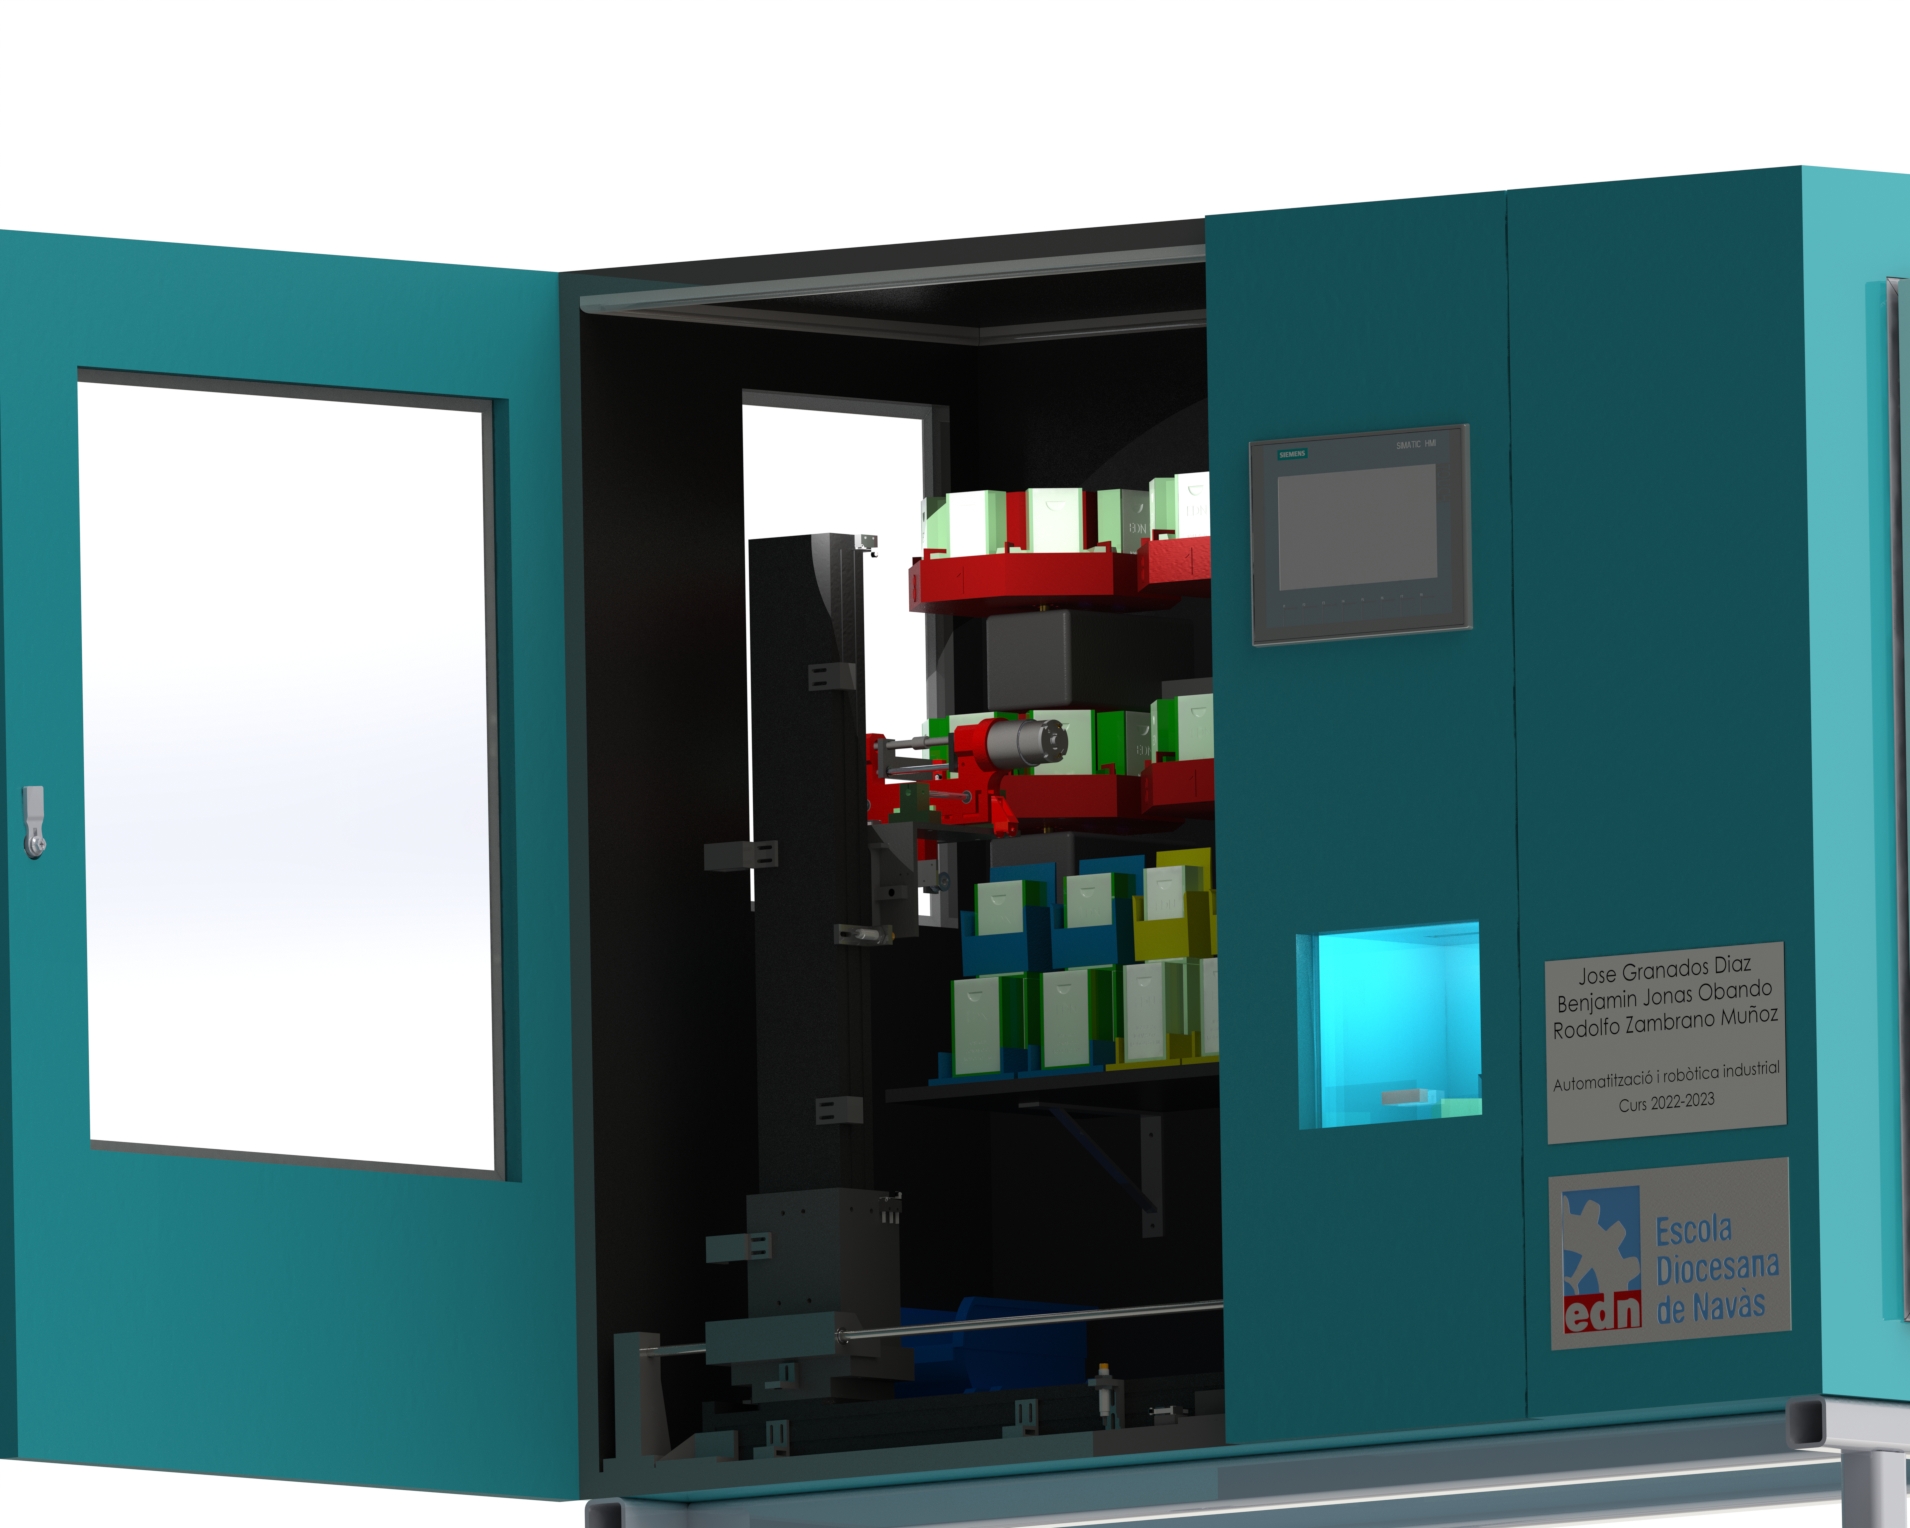 SIEMENS
SIMATIC HMI
EDN
Jose Granados Diaz
Benjamin Jonas Obando
Rodolfo Zambrano Muñoz
Automatització i robòtica industrial
Curs 2022-2023
edn
Escola
Diocesana
de Navàs